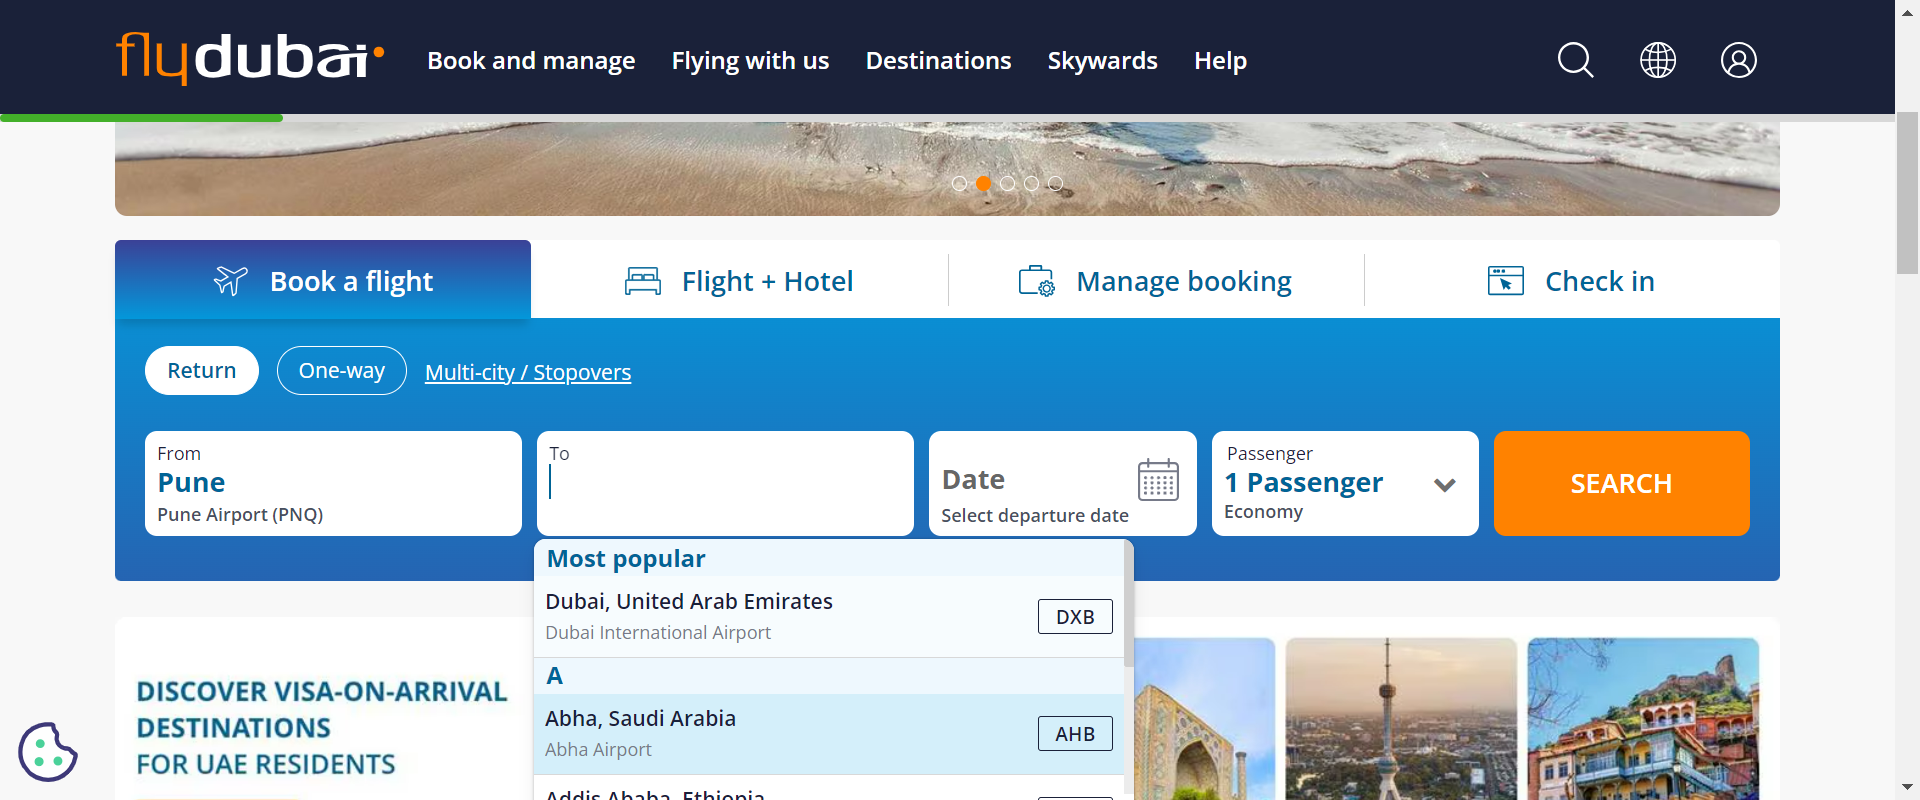 flydubai
Book and manage
Flying with us
Destinations
Skywards
Help
Book a flight
Flight + Hotel
Manage booking
Check in
Return
One-way
Multi-city / Stopovers
From
Pune
Pune Airport (PNQ)
To
Date
Select departure date
Passenger
1 Passenger
Economy
SEARCH
Most popular
Dubai, United Arab Emirates
Dubai International Airport
DXB
A
Abha, Saudi Arabia
Abha Airport
AHB
Addis Ababa, Ethiopia
DISCOVER VISA-ON-ARRIVAL
DESTINATIONS
FOR UAE RESIDENTS